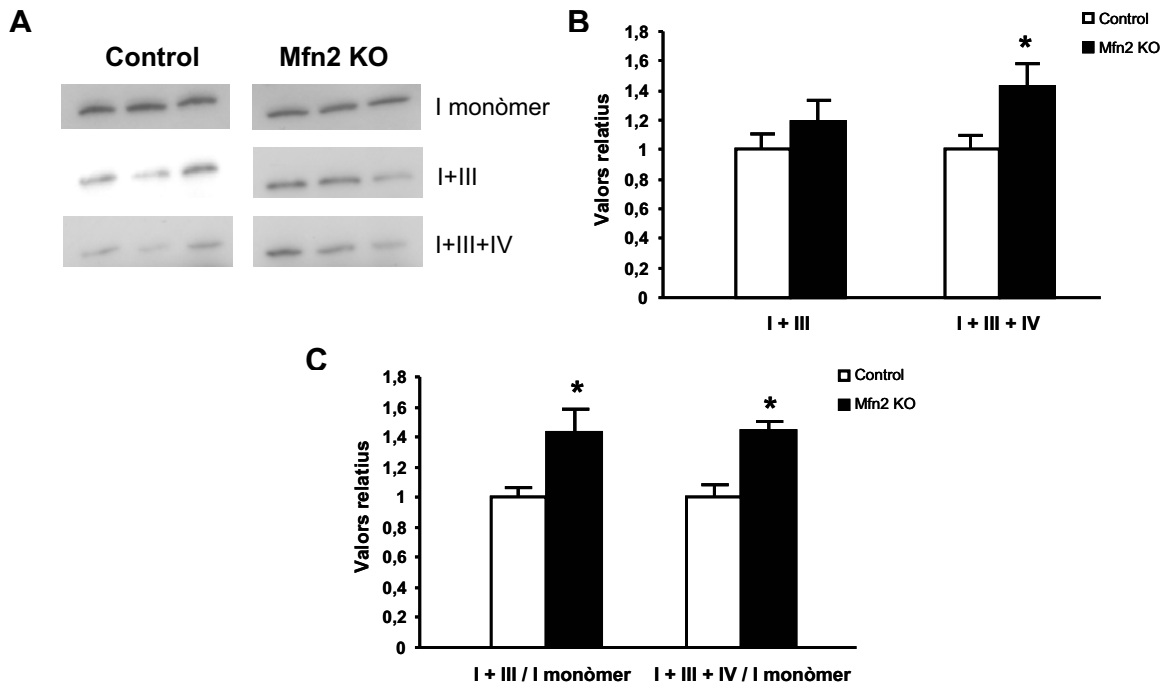 A
Control Mfn2 KO
I monòmer
I+III
I+III+IV
B
Control
Mfn2 KO
Valors relatius
1,8
1,6
1,4
1,2
1
0,8
0,6
0,4
0,2
0
*
I + III I + III + IV
C
Control
Mfn2 KO
Valors relatius
1,8
1,6
1,4
1,2
1
0,8
0,6
0,4
0,2
0
* *
I + III / I monòmer I + III + IV / I monòmer